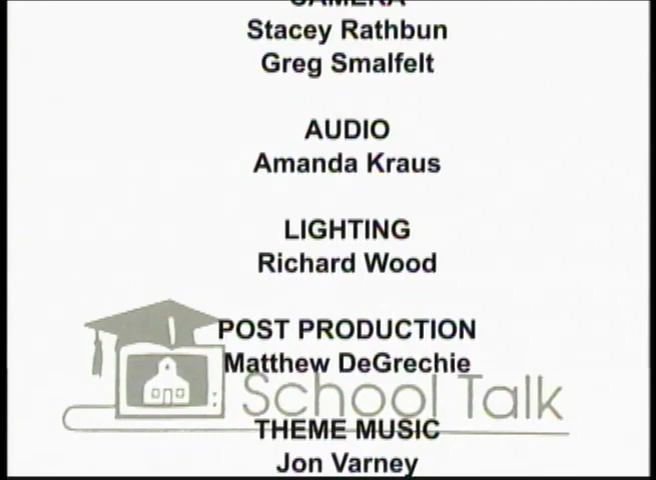 CAMERA
Stacey Rathbun
Greg Smalfelt
AUDIO
Amanda Kraus
LIGHTING
Richard Wood
POST PRODUCTION
Matthew DeGrechie
School Talk
THEME MUSIC
Jon Varney